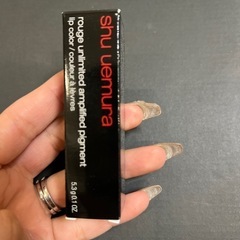 shu uemura
rouge unlimited amplified pigment
lip color / couleur à lèvres
5.3 g 0.1 OZ.